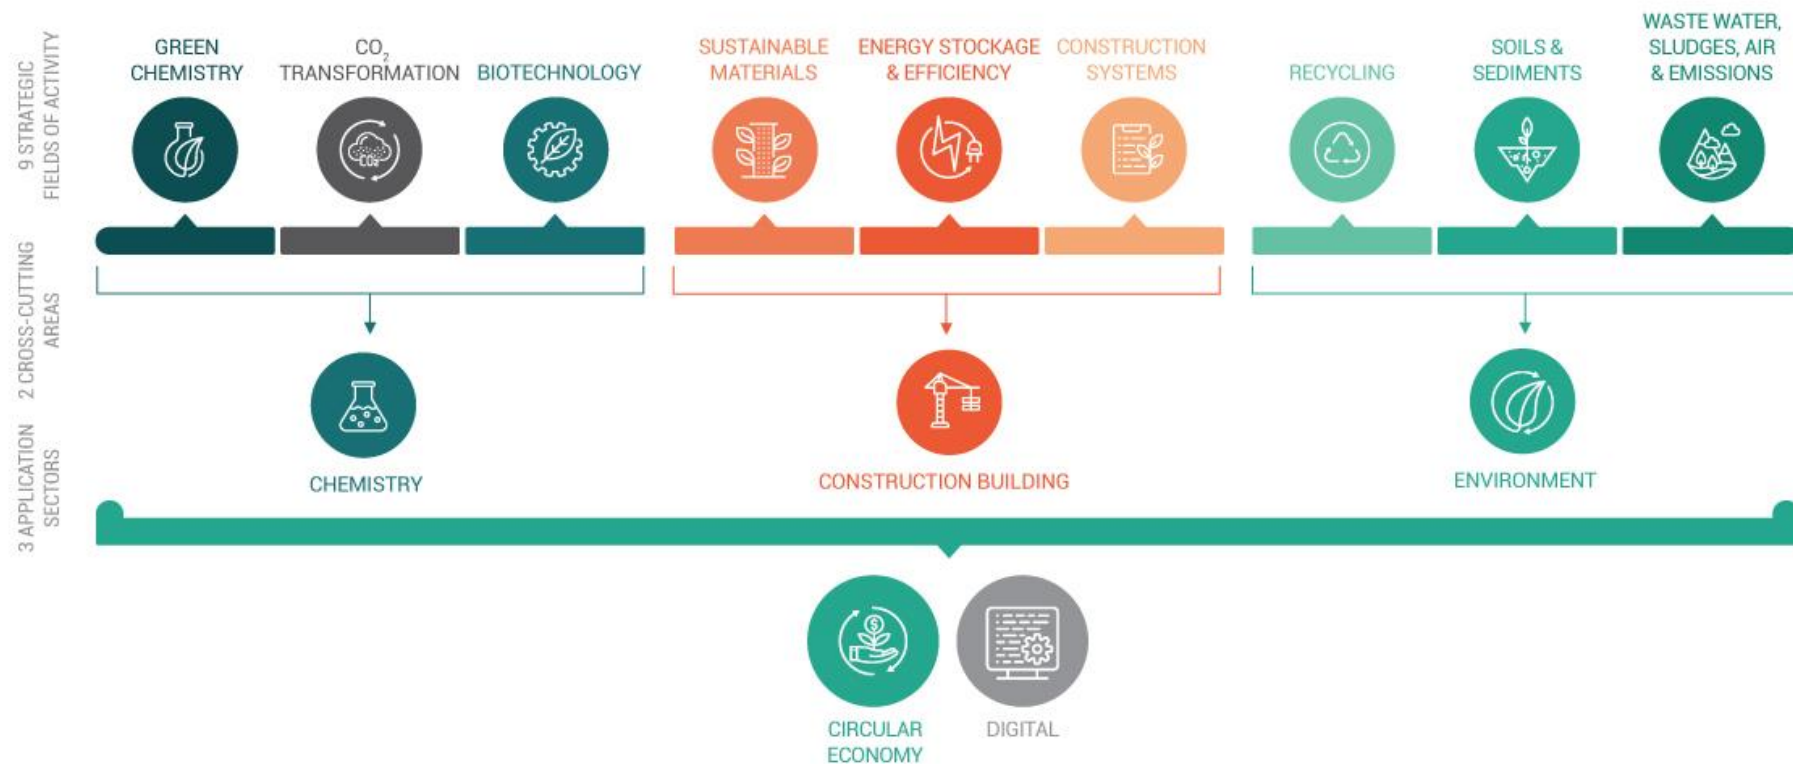 9 STRATEGIC
FIELDS OF ACTIVITY
GREEN
CHEMISTRY
CO₂
TRANSFORMATION
BIOTECHNOLOGY
SUSTAINABLE
MATERIALS
ENERGY STOCKAGE
& EFFICIENCY
CONSTRUCTION
SYSTEMS
RECYCLING
SOILS &
SEDIMENTS
WASTE WATER,
SLUDGES, AIR
& EMISSIONS
CO₂
2 CROSS-CUTTING
AREAS
3 APPLICATION
SECTORS
CHEMISTRY
CONSTRUCTION BUILDING
ENVIRONMENT
$
CIRCULAR
ECONOMY
DIGITAL